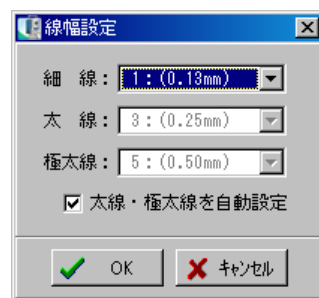 線幅設定
細　線： 1：(0.13mm)
太　線： 3：(0.25mm)
極太線： 5：(0.50mm)
太線・極太線を自動設定
OK ｷｬﾝｾﾙ